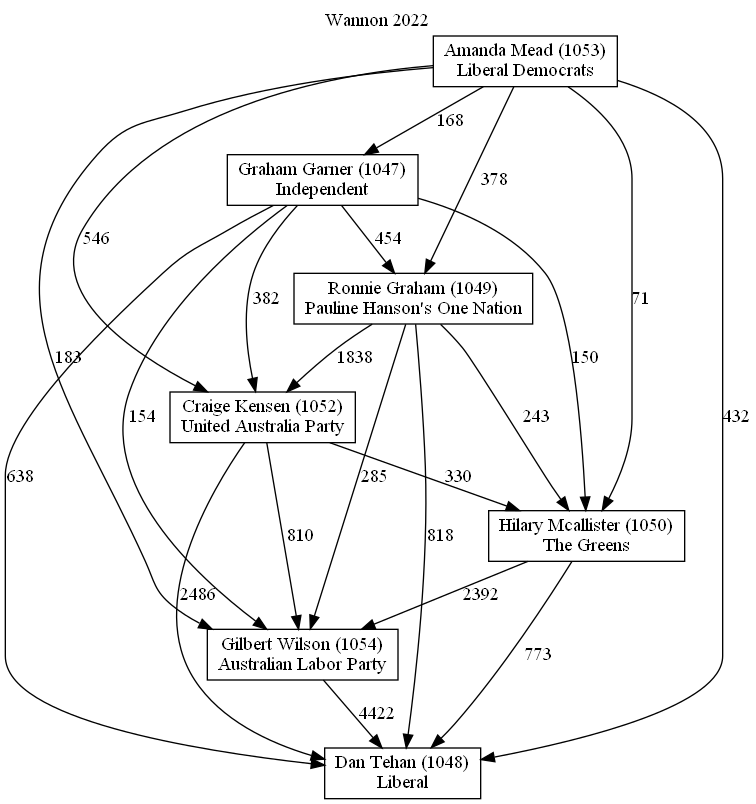 Wannon 2022
Amanda Mead (1053)
Liberal Democrats
168
Graham Garner (1047)
Independent
378
546
454
382
Ronnie Graham (1049)
Pauline Hanson's One Nation
71
183
1838
150
Craige Kensen (1052)
United Australia Party
154
243
432
638
285
330
810
818
Hilary Mcallister (1050)
The Greens
2486
2392
Gilbert Wilson (1054)
Australian Labor Party
773
4422
Dan Tehan (1048)
Liberal